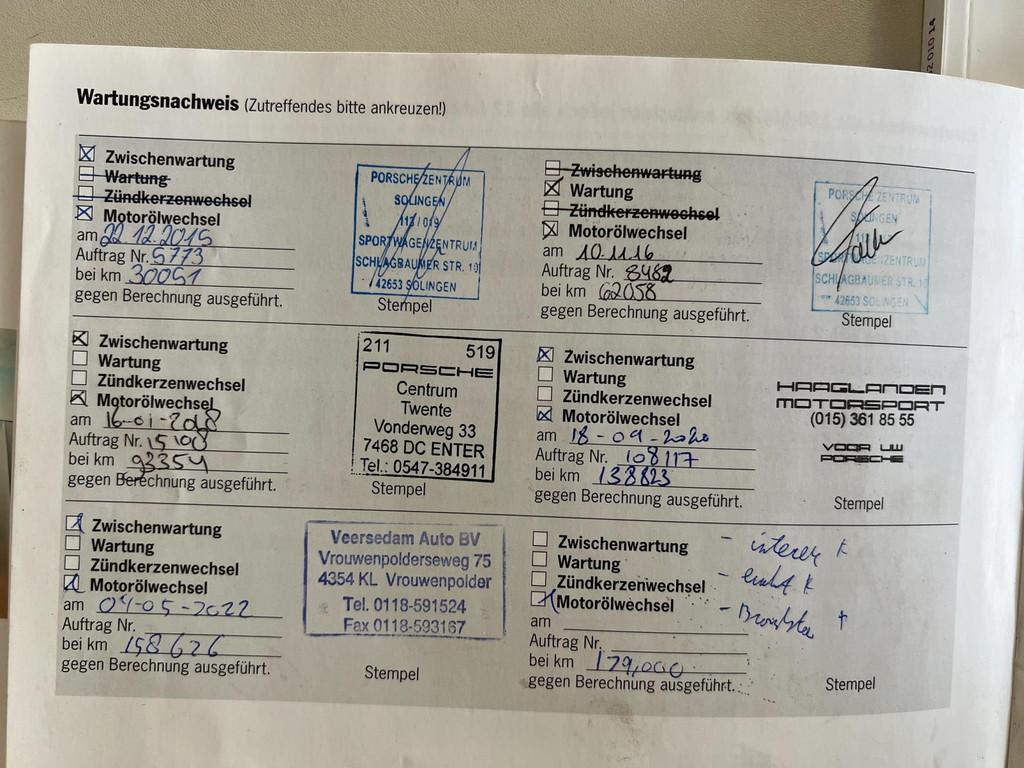 Wartungsnachweis (Zutreffendes bitte ankreuzen!)
Zwischenwartung
Wartung
Zündkerzenwechsel
Motorölwechsel
am 22.12.2015
Auftrag Nr. 5773
bei km 30051
gegen Berechnung ausgeführt.
PORSCHE ZENTRUM
SOLINGEN
112/019
SPORTWAGENZENTRUM
SCHLAGBAUMER STR. 10
42653 SOLINGEN
Stempel
Zwischenwartung
Wartung
Zündkerzenwechsel
Motorölwechsel
am 10.11.16
Auftrag Nr. 8482
bei km 62058
gegen Berechnung ausgeführt.
PORSCHE ZENTRUM
SOLINGEN
SPORTWAGENZENTRUM
SCHLAGBAUMER STR. 10
42653 SOLINGEN
Stempel
Zwischenwartung
Wartung
Zündkerzenwechsel
Motorölwechsel
am 16-01-2018
Auftrag Nr. 15108
bei km 93354
gegen Berechnung ausgeführt.
211 519
PORSCHE
Centrum
Twente
Vonderweg 33
7468 DC ENTER
Tel.: 0547-384911
Stempel
Zwischenwartung
Wartung
Zündkerzenwechsel
Motorölwechsel
am 18-09-2020
Auftrag Nr. 108117
bei km 138823
gegen Berechnung ausgeführt.
HAAGLANDEN
MOTORSPORT
(015) 361 85 55
VOOR UW
PORSCHE
Stempel
Zwischenwartung
Wartung
Zündkerzenwechsel
Motorölwechsel
am 04-05-2022
Auftrag Nr.
bei km 158626
gegen Berechnung ausgeführt.
Veersedam Auto BV
Vrouwenpolderseweg 75
4354 KL Vrouwenpolder
Tel. 0118-591524
Fax 0118-593167
Stempel
Zwischenwartung
Wartung
Zündkerzenwechsel
Motorölwechsel
am
Auftrag Nr.
bei km 179,000
gegen Berechnung ausgeführt.
Stempel